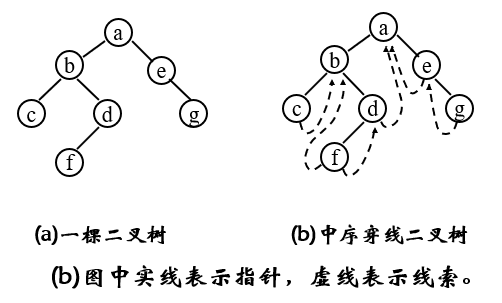 a
b e
c d g
f
a
b e
c d g
f
(a)一棵二叉树
(b)中序穿线二叉树
(b)图中实线表示指针，虚线表示线索。